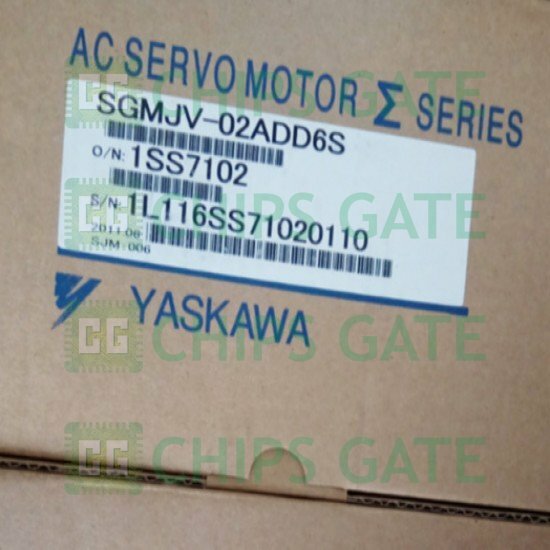 AC SERVO MOTOR Σ SERIES
SGMJV-02ADD6S
O/N: 1SS7102
S/N: 1L116SS71020110
2011.06
SJM: 006
YASKAWA
CG CHIPS GATE
CG CHIPS GATE
CG CHIPS GATE
CG CHIPS GATE